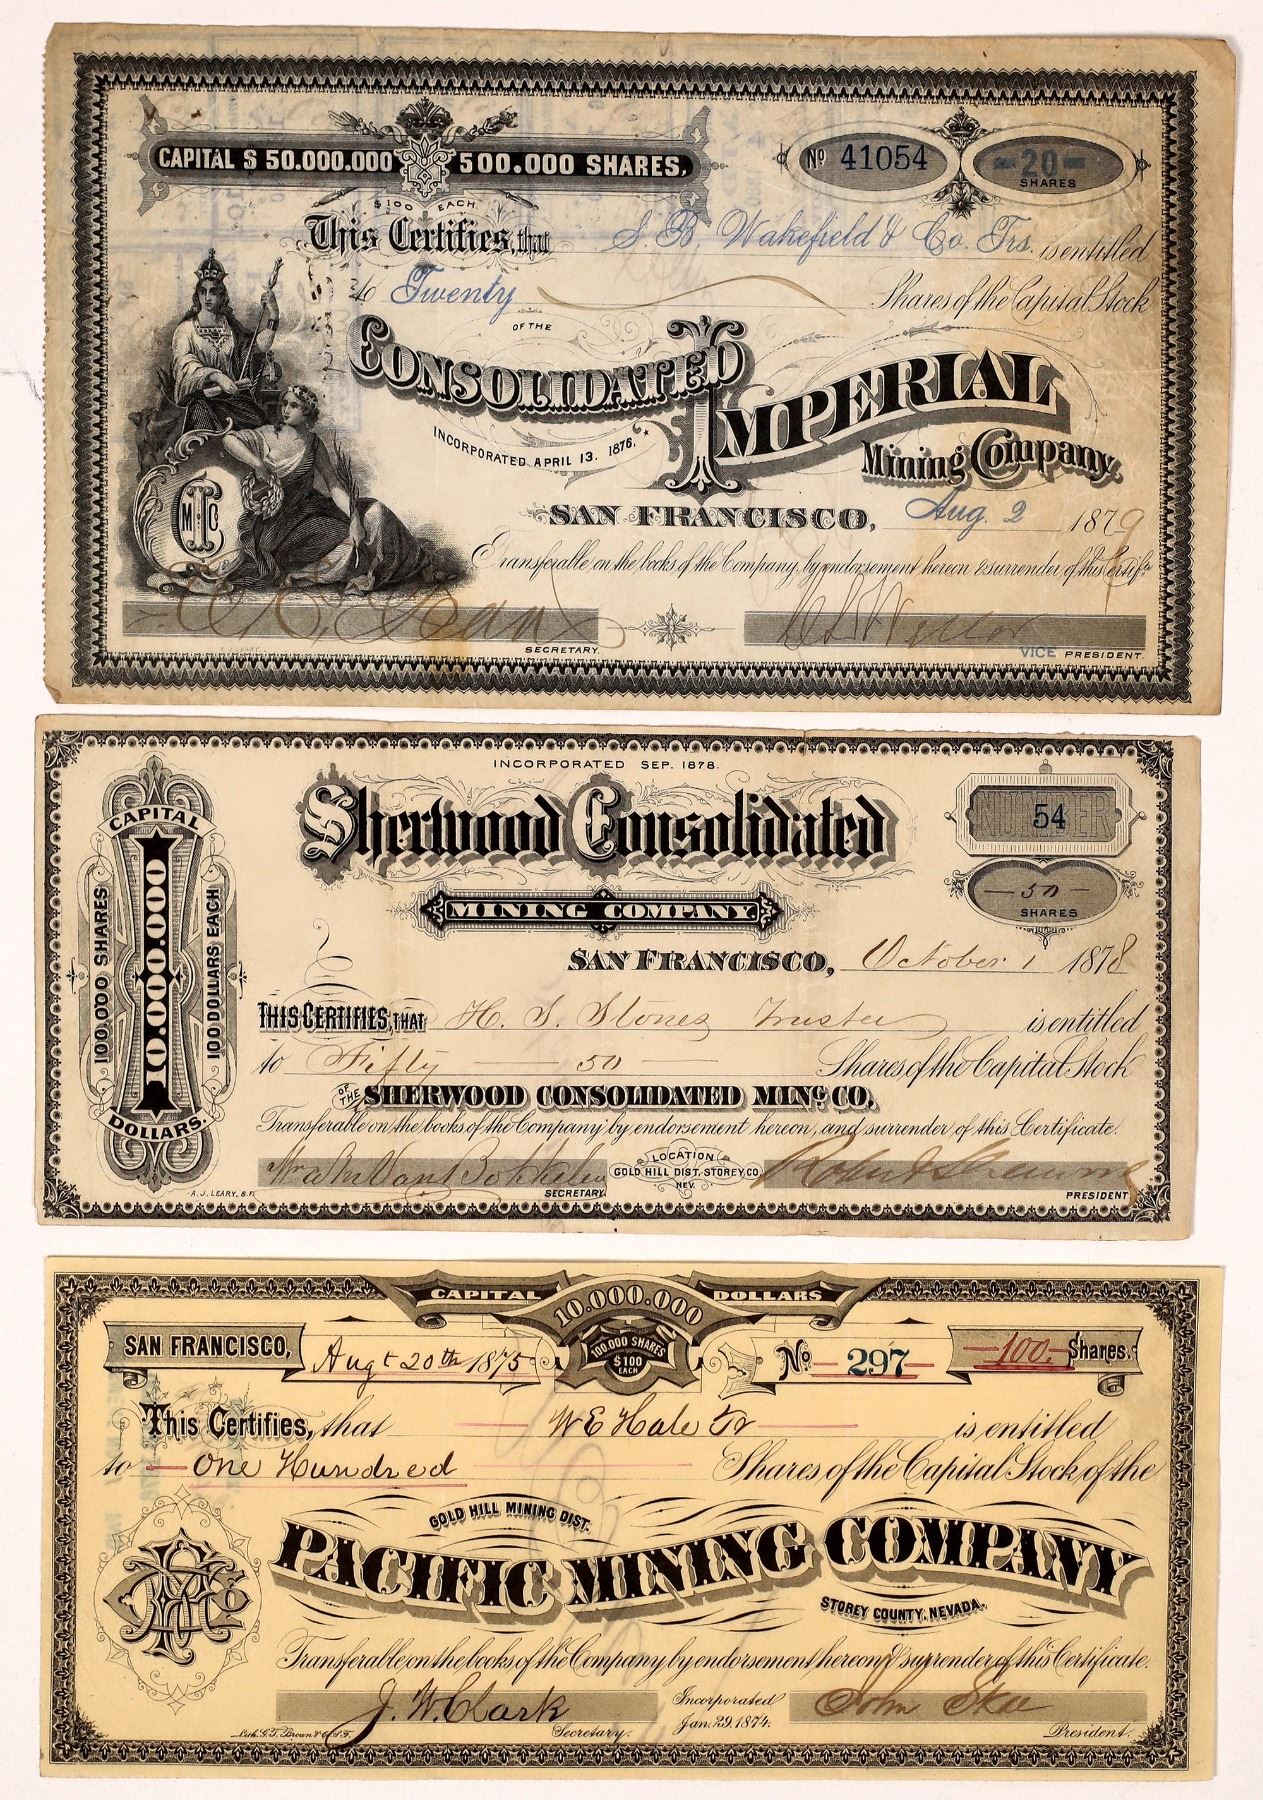 CAPITAL $ 50.000.000 500.000 SHARES,
$100 EACH.
No 41054
20
SHARES
This Certifies, that S. B. Wakefield & Co. Trs. is entitled
to Twenty Shares of the Capital Stock
OF THE
CONSOLIDATED IMPERIAL
INCORPORATED APRIL 13. 1876.
Mining Company.
SAN FRANCISCO, Aug. 2 1879
Transferable on the books of the Company, by endorsement hereon & surrender of this Certifte
SECRETARY.
VICE PRESIDENT.
INCORPORATED SEP. 1878.
Sherwood Consolidated
MINING COMPANY.
NUMBER
54
50
SHARES
CAPITAL
10.000.000
DOLLARS.
100.000 SHARES
100 DOLLARS EACH
SAN FRANCISCO, October 1 1878
THIS CERTIFIES, THAT H. S. Stones Trustee is entitled
to Fifty 50 Shares of the Capital Stock
OF THE SHERWOOD CONSOLIDATED MING CO.
Transferable on the books of the Company by endorsement hereon, and surrender of this Certificate.
LOCATION
GOLD HILL DIST. STOREY CO.
NEV.
A.J. LEARY, S.F.
SECRETARY.
PRESIDENT.
CAPITAL 10.000.000 DOLLARS
100.000 SHARES
$100
EACH
SAN FRANCISCO, Augt 20th 1875
No 297
100 Shares.
This Certifies, that W E Hale Tr is entitled
to One Hundred Shares of the Capital Stock of the
GOLD HILL MINING DIST.
PACIFIC MINING COMPANY
STOREY COUNTY, NEVADA.
Transferable on the books of the Company by endorsement hereon & surrender of this Certificate.
J. W. Clark
Incorporated
Jan. 29. 1874.
John Skae
Lith. G.T. Brown & Co. S.F.
Secretary.
President.